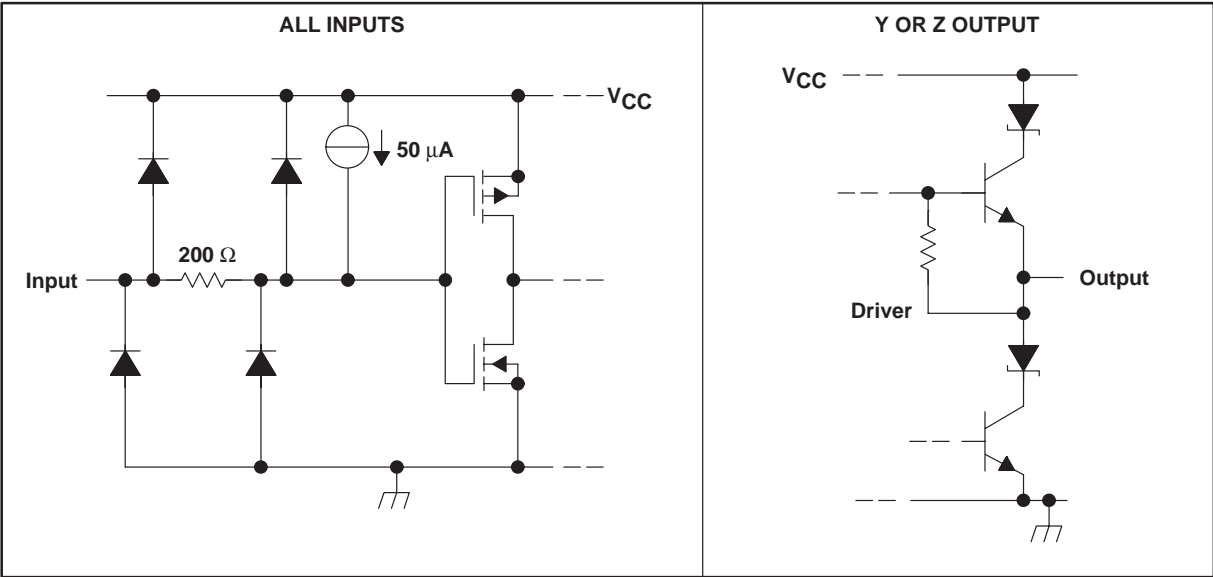 ALL INPUTS
VCC
50 μA
200 Ω
Input
Y OR Z OUTPUT
VCC
Output
Driver